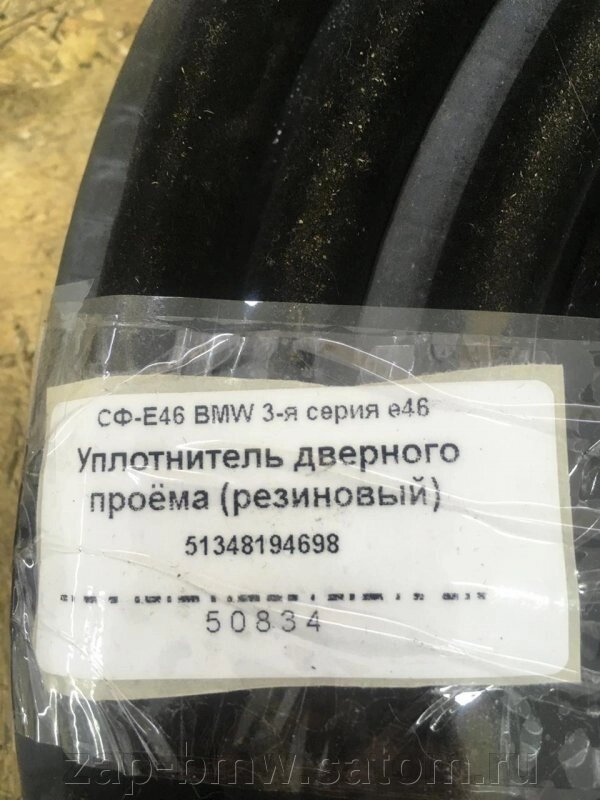 СФ-Е46 BMW 3-я серия е46
Уплотнитель дверного
проёма (резиновый)
51348194698
50834
zap-bmw.satom.ru